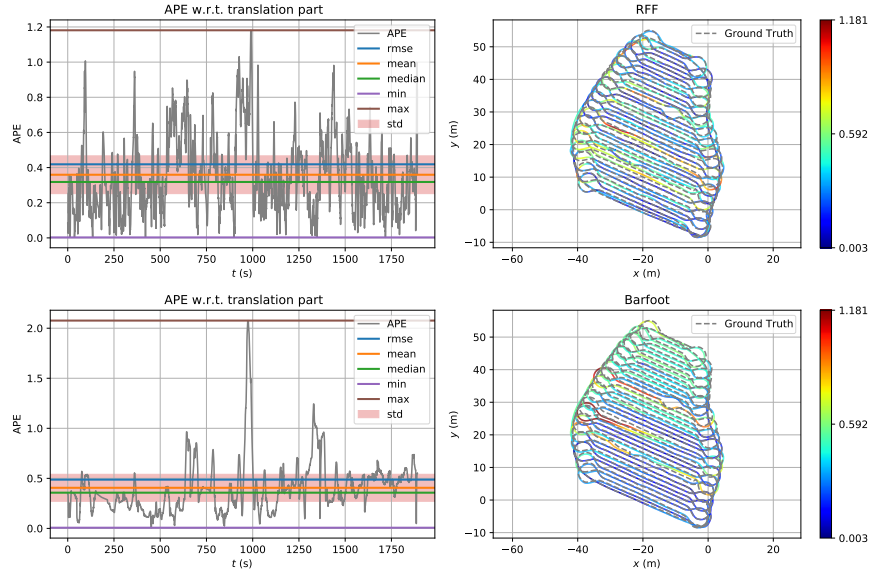 APE w.r.t. translation part
1.2
1.0
0.8
0.6
0.4
0.2
0.0
APE
0
250
500
750
1000
1250
1500
1750
t (s)
APE
rmse
mean
median
min
max
std
RFF
50
40
30
20
10
0
−10
y (m)
−60
−40
−20
0
20
x (m)
Ground Truth
1.181
0.592
0.003
APE w.r.t. translation part
2.0
1.5
1.0
0.5
0.0
APE
0
250
500
750
1000
1250
1500
1750
t (s)
APE
rmse
mean
median
min
max
std
Barfoot
50
40
30
20
10
0
−10
y (m)
−60
−40
−20
0
20
x (m)
Ground Truth
1.181
0.592
0.003